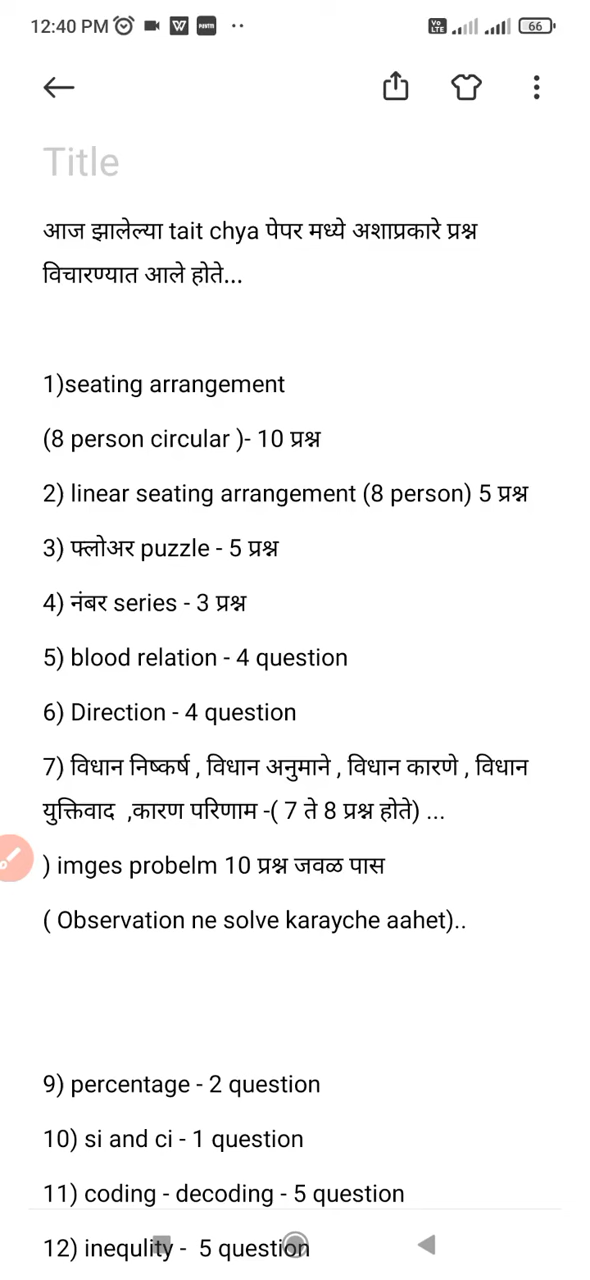 12:40 PM
Vo LTE
66
Title
आज झालेल्या tait chya पेपर मध्ये अशाप्रकारे प्रश्न
विचारण्यात आले होते...
1)seating arrangement
(8 person circular )- 10 प्रश्न
2) linear seating arrangement (8 person) 5 प्रश्न
3) फ्लोअर puzzle - 5 प्रश्न
4) नंबर series - 3 प्रश्न
5) blood relation - 4 question
6) Direction - 4 question
7) विधान निष्कर्ष , विधान अनुमाने , विधान कारणे , विधान
युक्तिवाद ,कारण परिणाम -( 7 ते 8 प्रश्न होते) ...
) imges probelm 10 प्रश्न जवळ पास
( Observation ne solve karayche aahet)..
9) percentage - 2 question
10) si and ci - 1 question
11) coding - decoding - 5 question
12) inequlity - 5 question